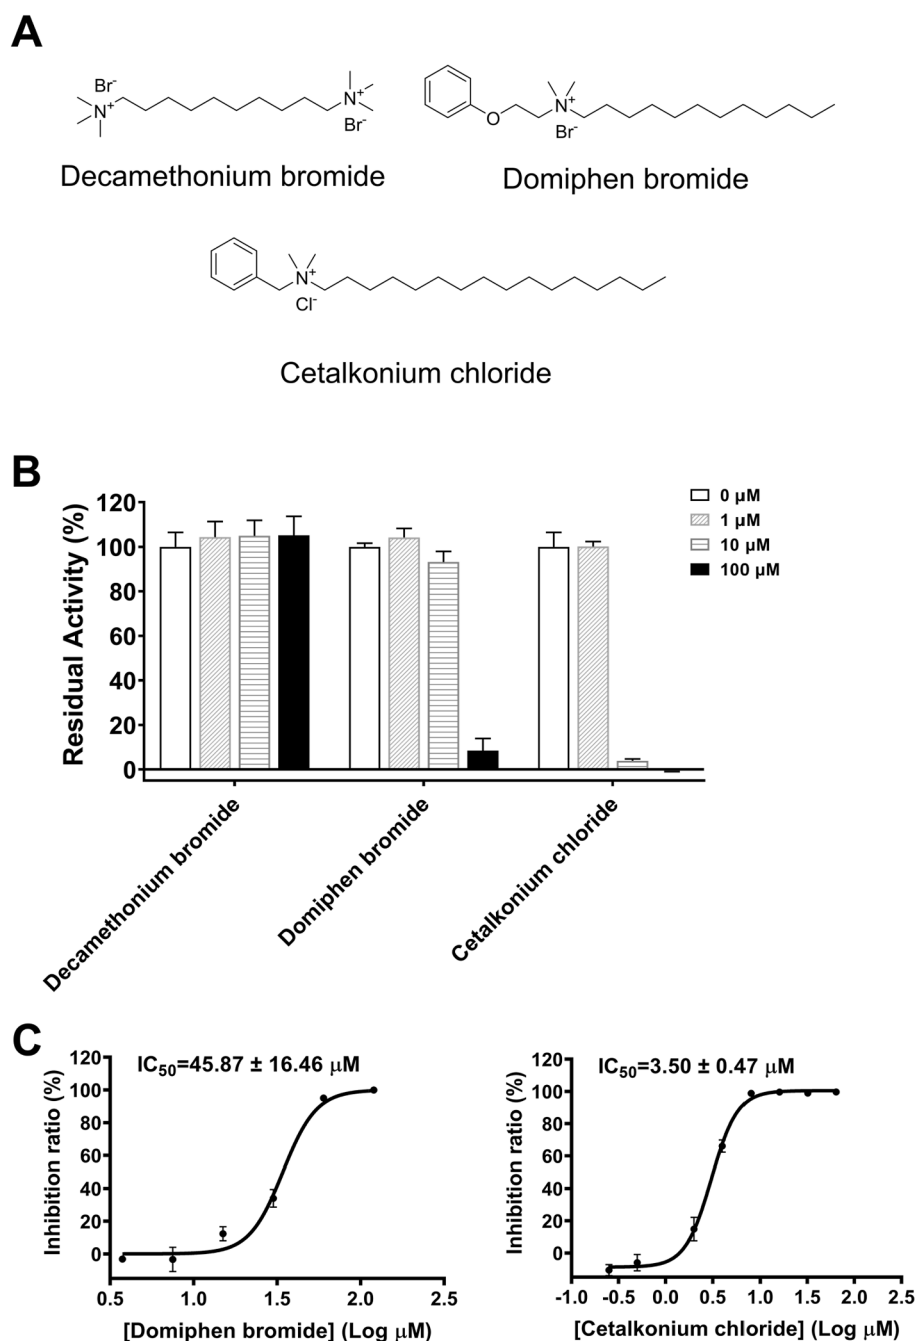 A
Br⁻
N⁺
N⁺
Br⁻
O
N⁺
Br⁻
Decamethonium bromide
Domiphen bromide
N⁺
Cl⁻
Cetalkonium chloride
B
Residual Activity (%)
120
100
80
60
40
20
0
0 µM
1 µM
10 µM
100 µM
Decamethonium bromide
Domiphen bromide
Cetalkonium chloride
C
IC₅₀=45.87 ± 16.46 µM
Inhibition ratio (%)
120
100
80
60
40
20
0
0.5 1.0 1.5 2.0 2.5
[Domiphen bromide] (Log µM)
IC₅₀=3.50 ± 0.47 µM
Inhibition ratio (%)
120
100
80
60
40
20
0
-1.0 -0.5 0.0 0.5 1.0 1.5 2.0 2.5
[Cetalkonium chloride] (Log µM)